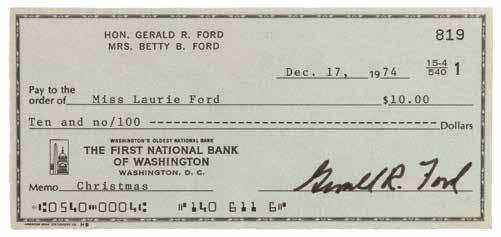 HON. GERALD R. FORD
MRS. BETTY B. FORD
819
Dec. 17, 1974
15-4
540
1
Pay to the
order of Miss Laurie Ford $10.00
Ten and no/100 ---------------------------------------- Dollars
WASHINGTON'S OLDEST NATIONAL BANK
THE FIRST NATIONAL BANK
OF WASHINGTON
WASHINGTON, D. C.
Memo Christmas
Gerald R. Ford
⑆0540⑉0004⑆ ⑈140 611 6⑈